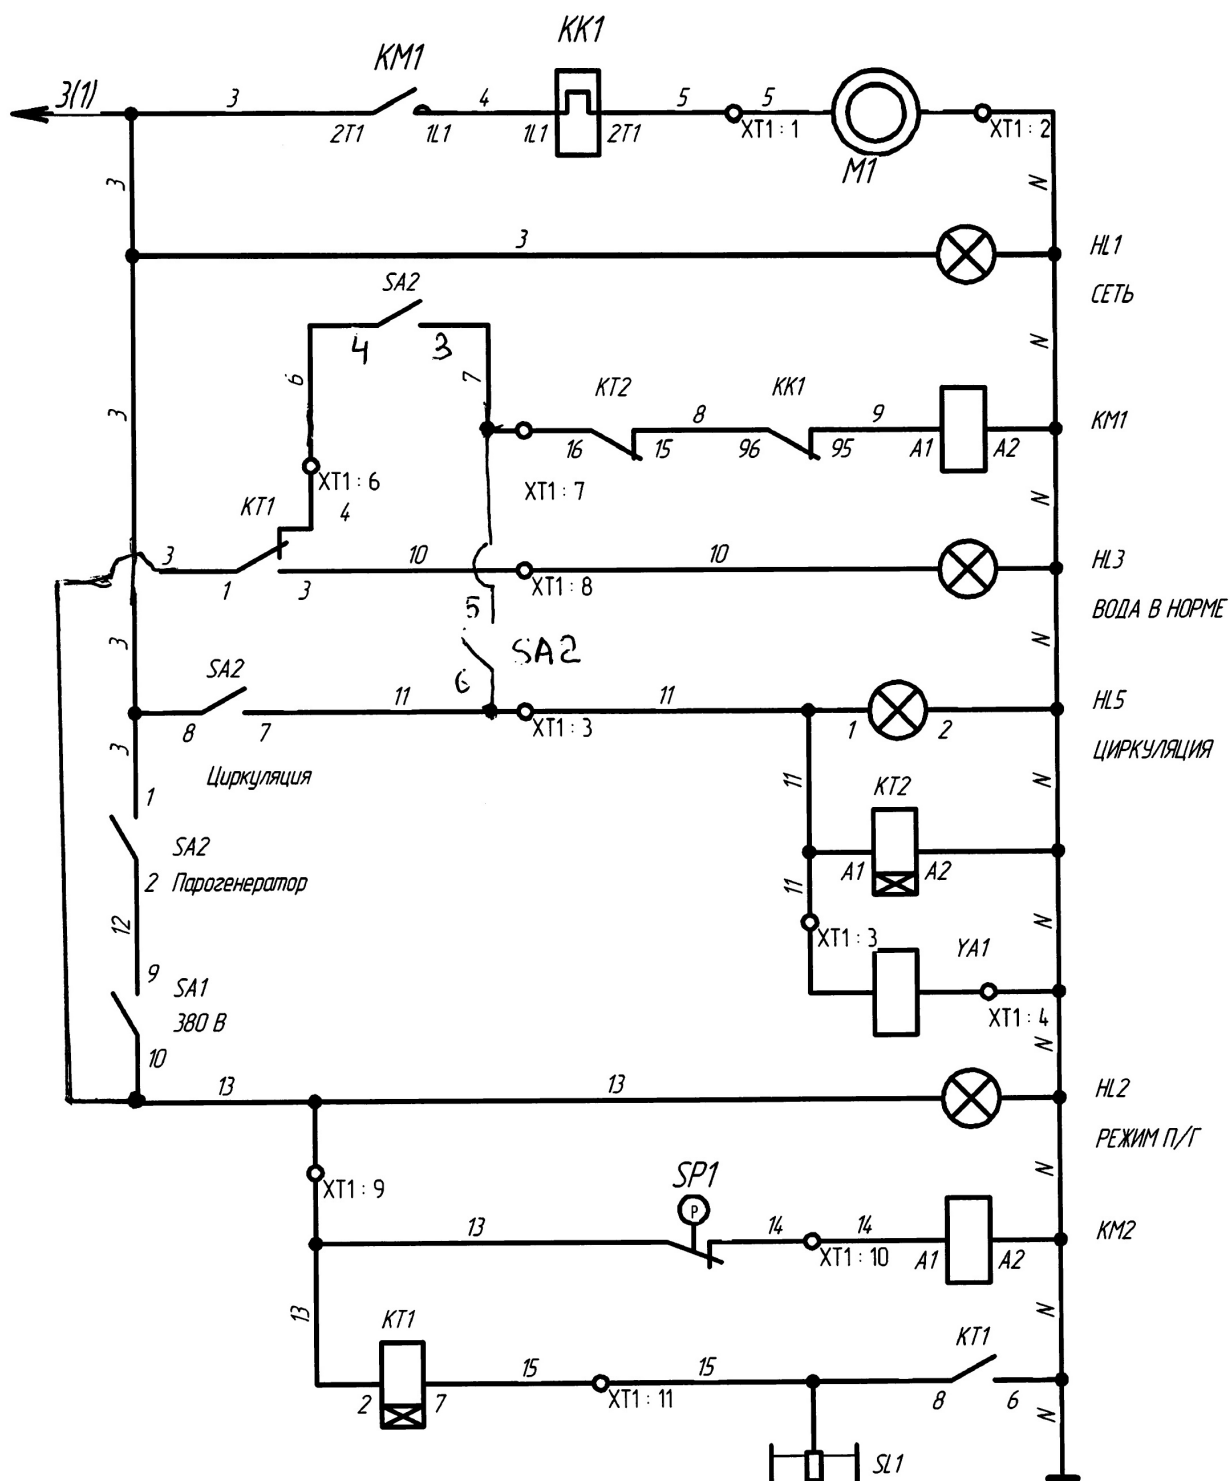 KK1
KM1
3(1) 3 4 5 5
2T1 1L1 1L1 2T1 XT1 : 1 XT1 : 2
M1
3 N
3 HL1
SA2 СЕТЬ
4 3 N
6 7 KT2 KK1
3 8 9 KM1
16 15 96 95 A1 A2
XT1 : 6 XT1 : 7
KT1 4 N
3 10 10 HL3
1 3 XT1 : 8
5 ВОДА В НОРМЕ
3 SA2 N
SA2 6
11 11 HL5
8 7 XT1 : 3 1 2
3 ЦИРКУЛЯЦИЯ
Циркуляция 11 KT2 N
1
SA2
2 Парогенератор A1 A2
12 11 N
XT1 : 3 YA1
9 SA1
380 В XT1 : 4
10 N
13 13 HL2
РЕЖИМ П/Г
XT1 : 9 SP1 N
P
13 14 14 KM2
XT1 : 10 A1 A2
13 KT1 KT1 N
15 15
2 7 XT1 : 11 8 6
N
SL1